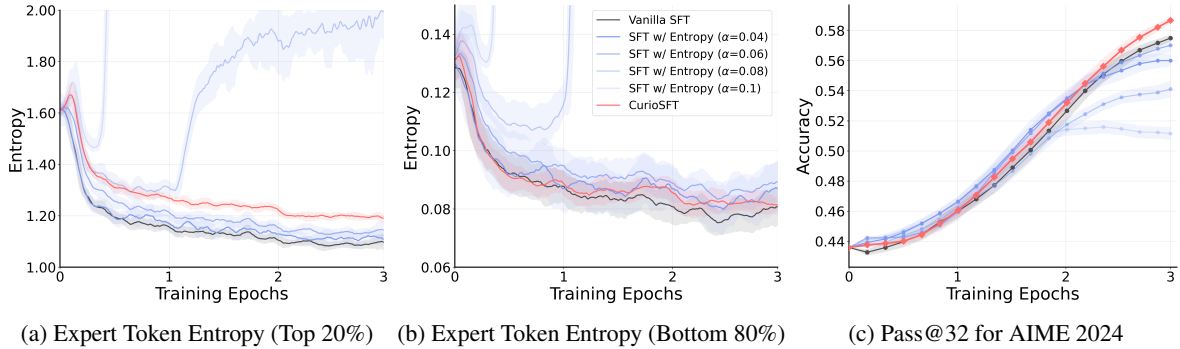 2.00
1.80
1.60
1.40
1.20
1.00
Entropy
0
1
2
3
Training Epochs
(a) Expert Token Entropy (Top 20%)
0.14
0.12
0.10
0.08
0.06
Entropy
Vanilla SFT
SFT w/ Entropy (α=0.04)
SFT w/ Entropy (α=0.06)
SFT w/ Entropy (α=0.08)
SFT w/ Entropy (α=0.1)
CurioSFT
0
1
2
3
Training Epochs
(b) Expert Token Entropy (Bottom 80%)
0.58
0.56
0.54
0.52
0.50
0.48
0.46
0.44
Accuracy
0
1
2
3
Training Epochs
(c) Pass@32 for AIME 2024